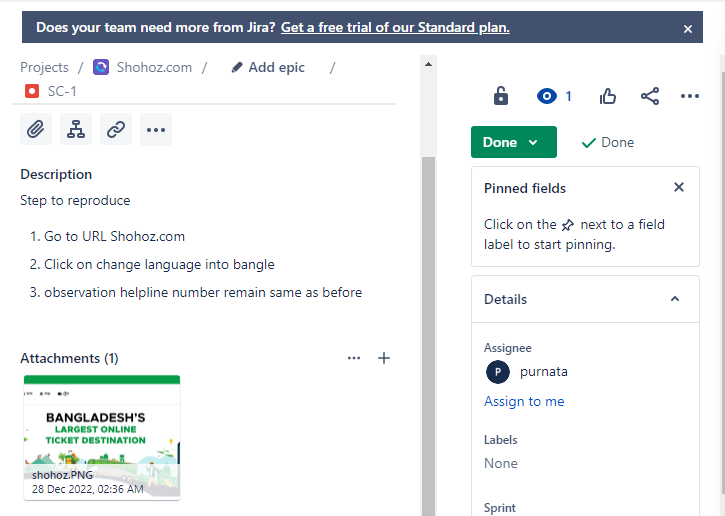 Does your team need more from Jira? Get a free trial of our Standard plan.
Projects / Shohoz.com / Add epic /
SC-1
1
Done
Done
Description
Step to reproduce
1. Go to URL Shohoz.com
2. Click on change language into bangle
3. observation helpline number remain same as before
Attachments (1)
BANGLADESH'S
LARGEST ONLINE
TICKET DESTINATION
shohoz.PNG
28 Dec 2022, 02:36 AM
Pinned fields
Click on the next to a field
label to start pinning.
Details
Assignee
P purnata
Assign to me
Labels
None
Sprint